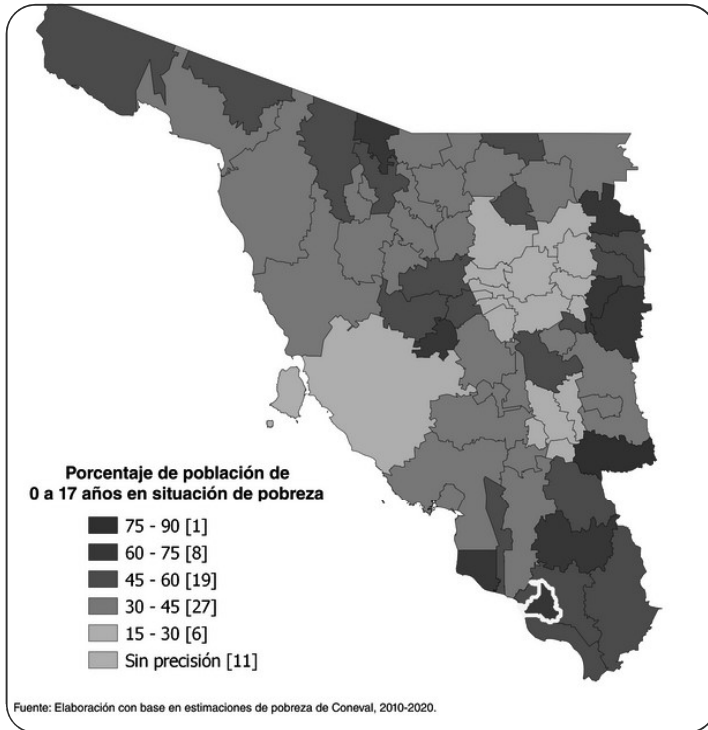 Porcentaje de población de
0 a 17 años en situación de pobreza
75 - 90 [1]
60 - 75 [8]
45 - 60 [19]
30 - 45 [27]
15 - 30 [6]
Sin precisión [11]
Fuente: Elaboración con base en estimaciones de pobreza de Coneval, 2010-2020.